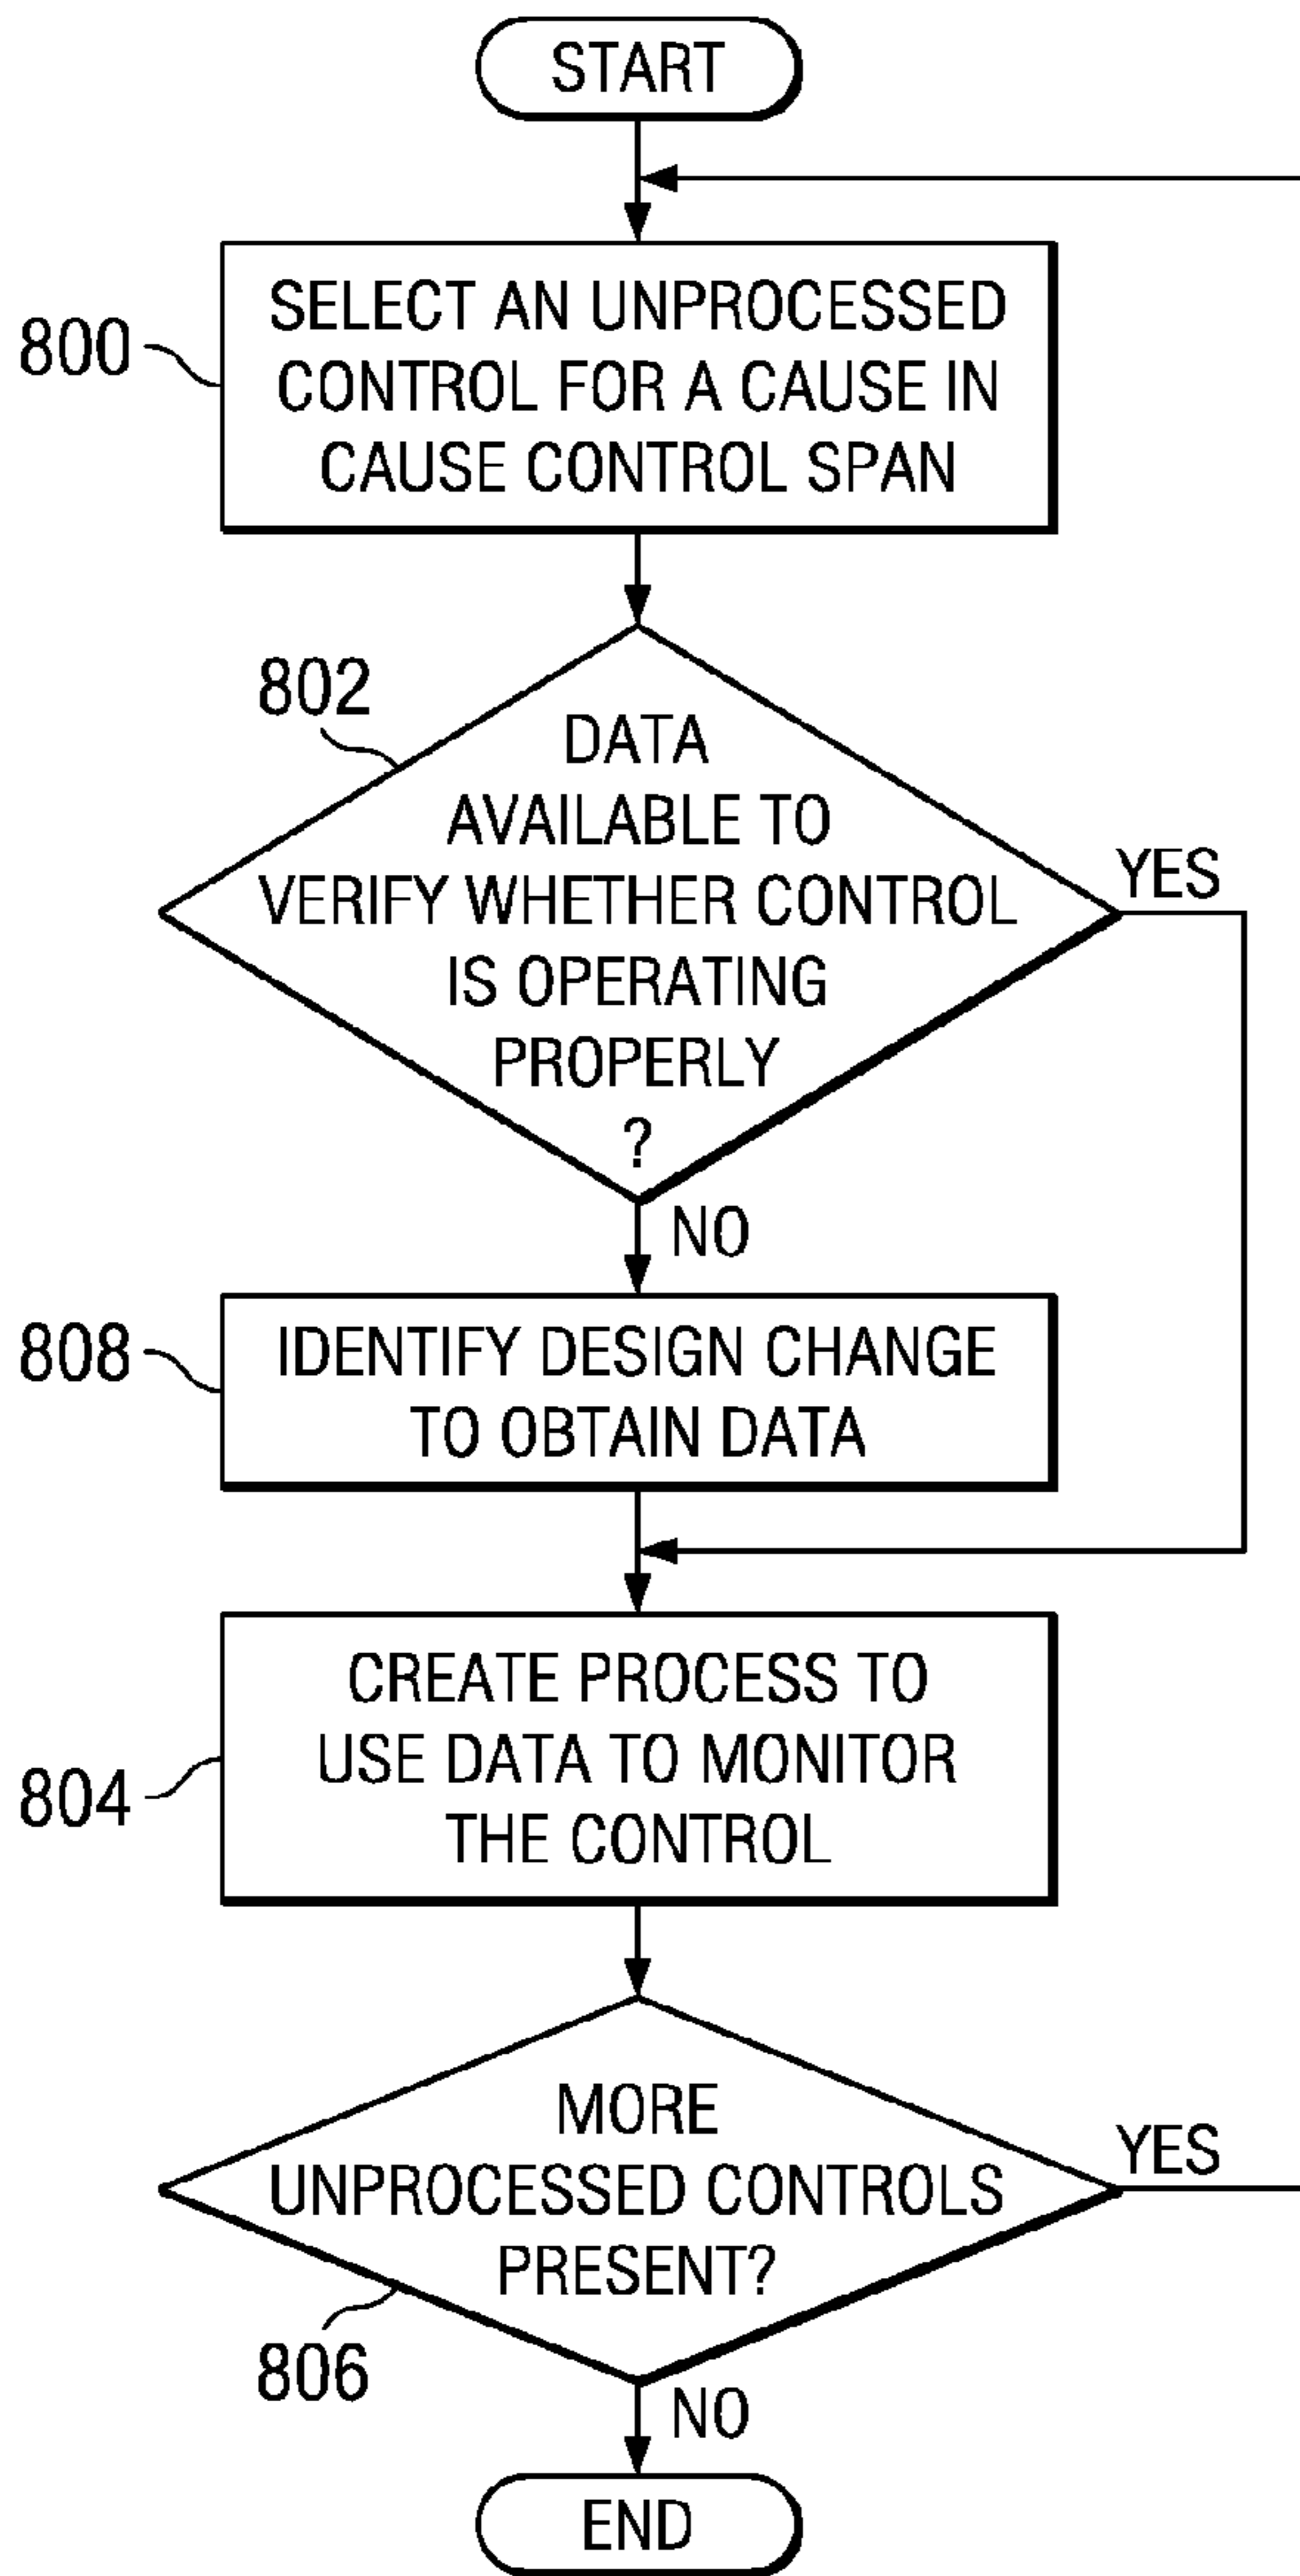 START
800
SELECT AN UNPROCESSED
CONTROL FOR A CAUSE IN
CAUSE CONTROL SPAN
802
DATA
AVAILABLE TO
VERIFY WHETHER CONTROL
IS OPERATING
PROPERLY
?
YES
NO
808
IDENTIFY DESIGN CHANGE
TO OBTAIN DATA
804
CREATE PROCESS TO
USE DATA TO MONITOR
THE CONTROL
MORE
UNPROCESSED CONTROLS
PRESENT?
YES
806
NO
END